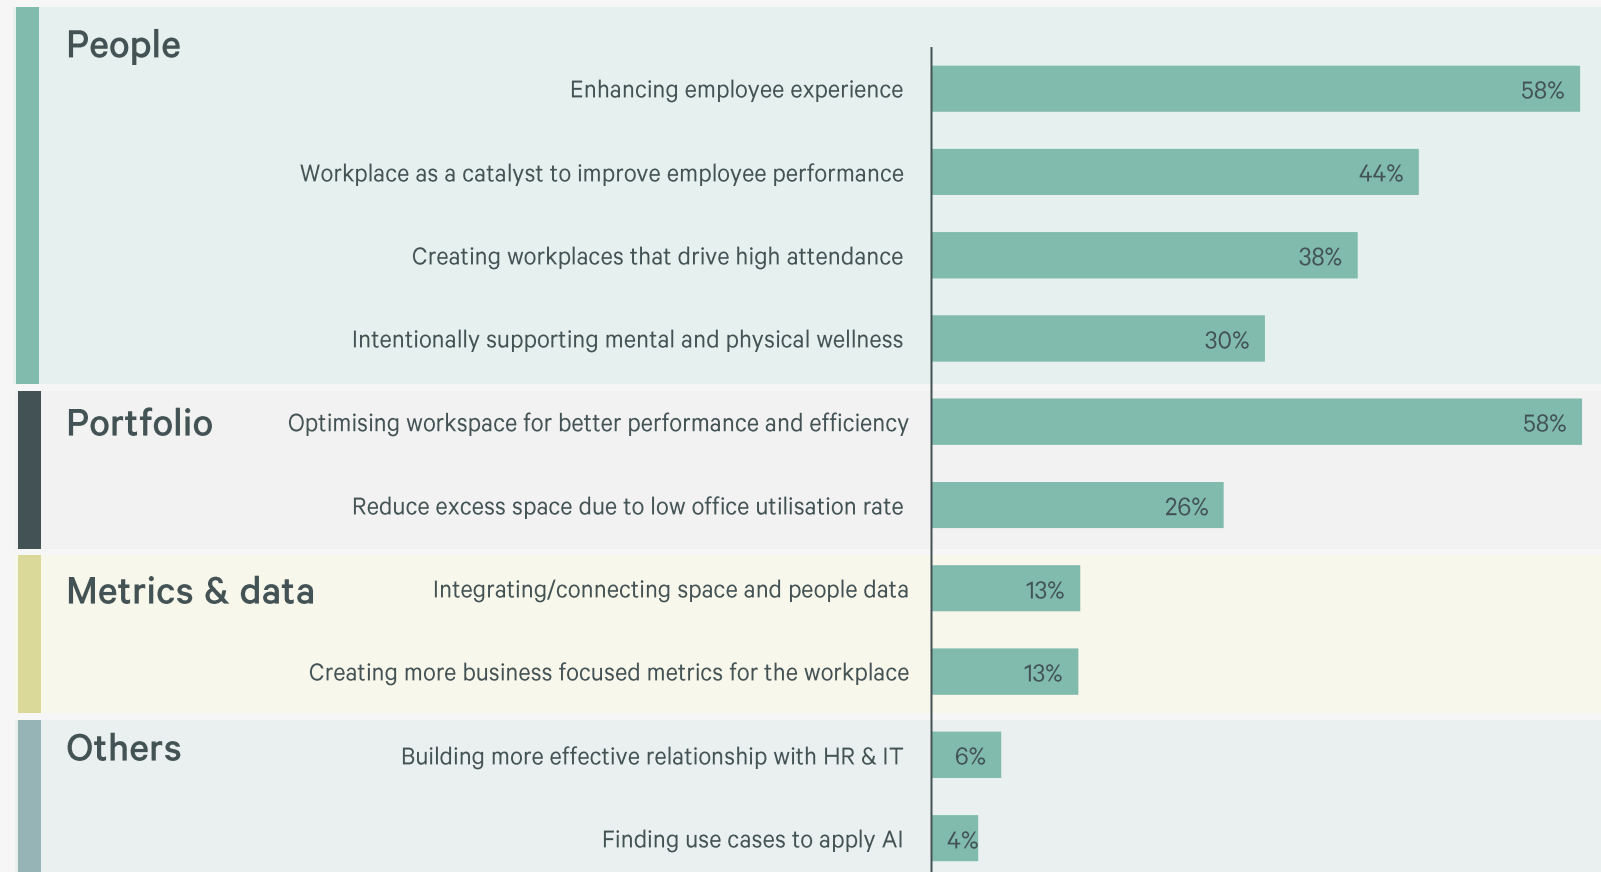 People
Enhancing employee experience 58%
Workplace as a catalyst to improve employee performance 44%
Creating workplaces that drive high attendance 38%
Intentionally supporting mental and physical wellness 30%
Portfolio
Optimising workspace for better performance and efficiency 58%
Reduce excess space due to low office utilisation rate 26%
Metrics & data
Integrating/connecting space and people data 13%
Creating more business focused metrics for the workplace 13%
Others
Building more effective relationship with HR & IT 6%
Finding use cases to apply AI 4%